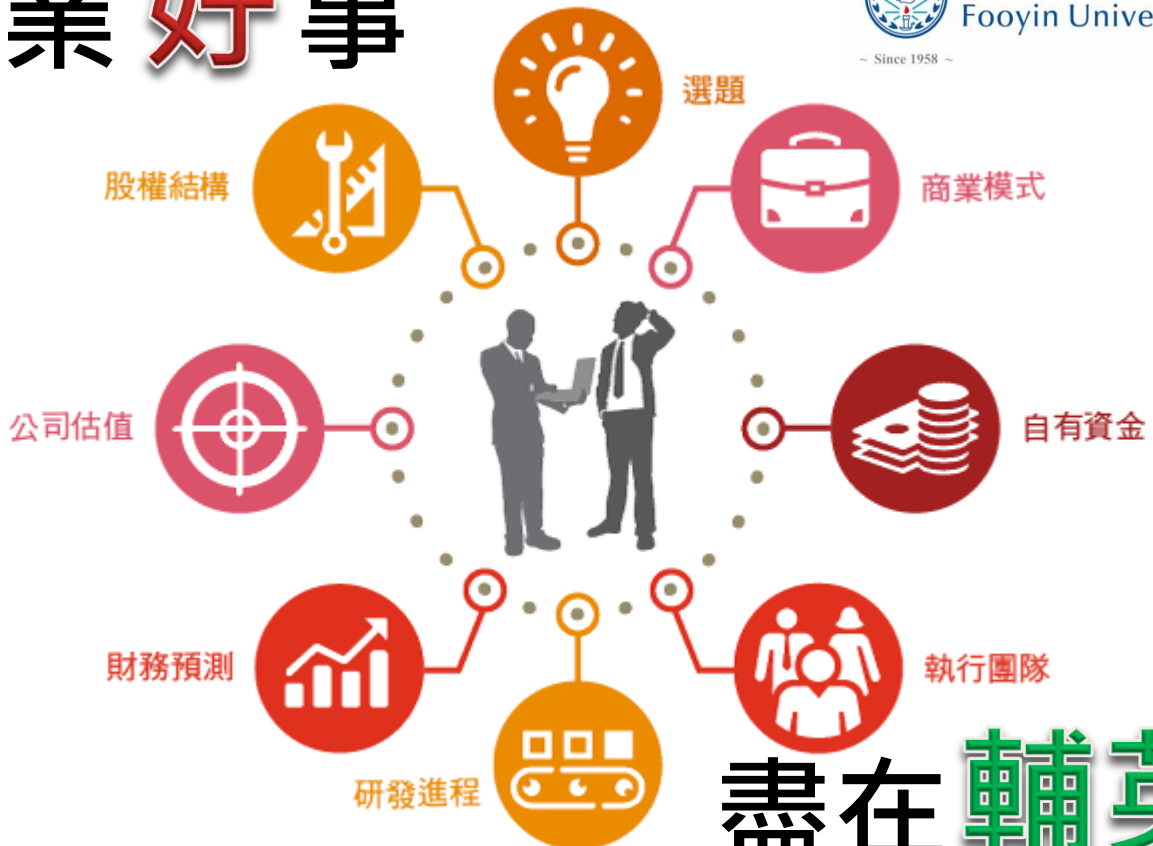 業好事
Fooyin Unive
~ Since 1958 ~
選題
股權結構
商業模式
公司估值
自有資金
財務預測
執行團隊
研發進程
盡在輔英